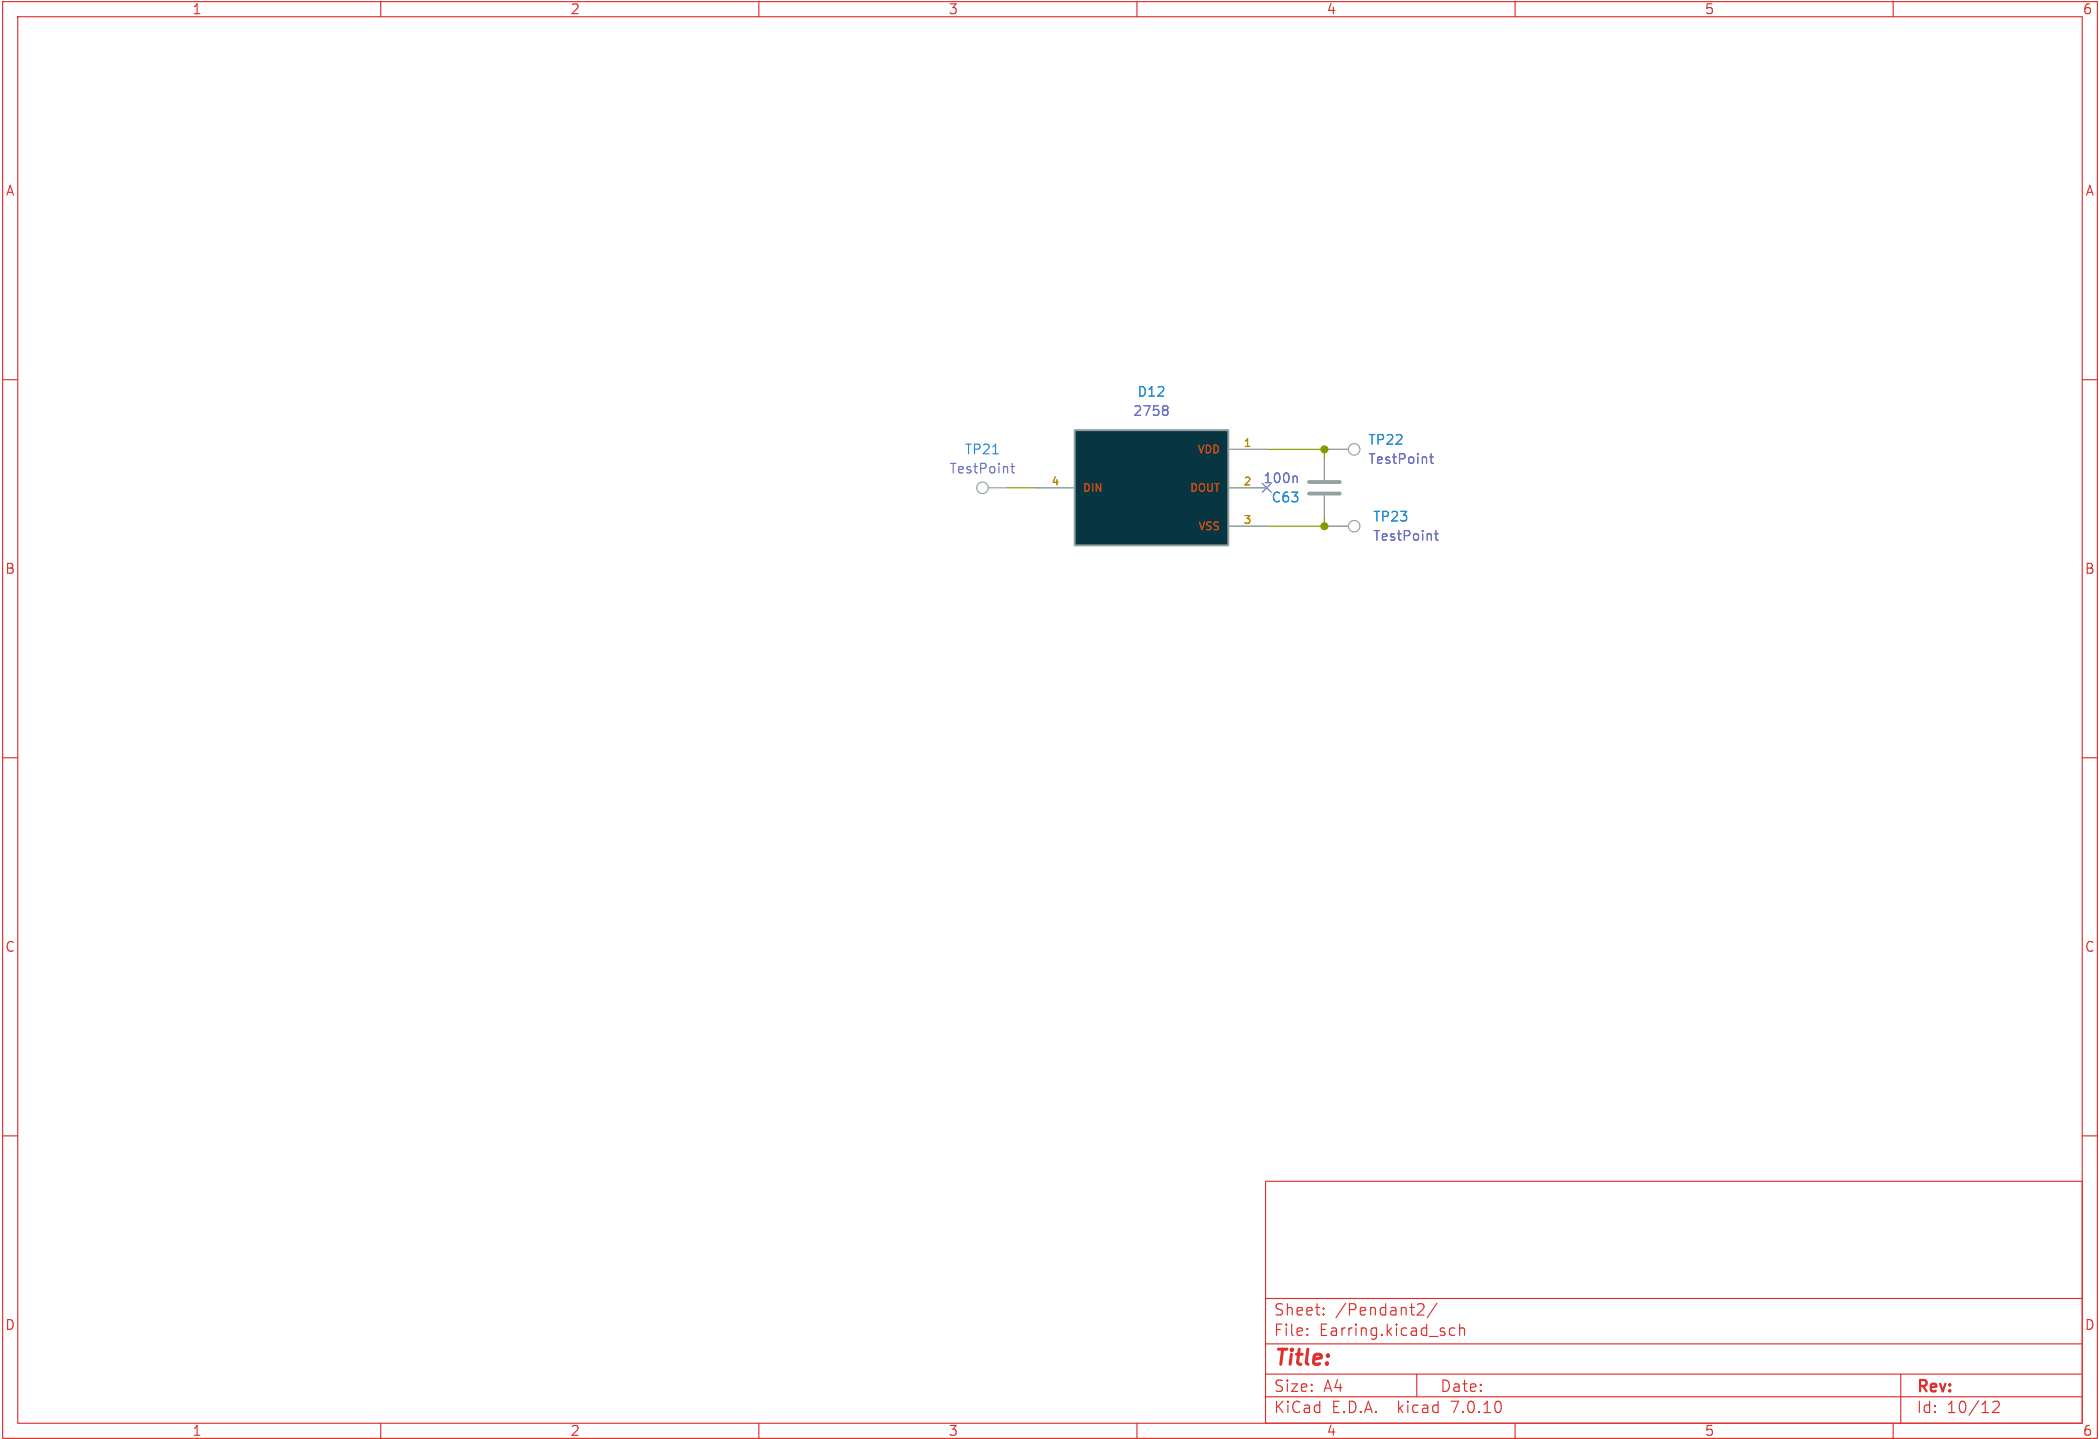 1 2 3 4 5 6
A A
D12
2758
TP21
TestPoint
4 DIN
VDD 1
DOUT 2
VSS 3
100n
C63
TP22
TestPoint
TP23
TestPoint
B B
C C
Sheet: /Pendant2/
File: Earring.kicad_sch
D D
Title:
Size: A4 Date: Rev:
KiCad E.D.A. kicad 7.0.10 Id: 10/12
1 2 3 4 5 6